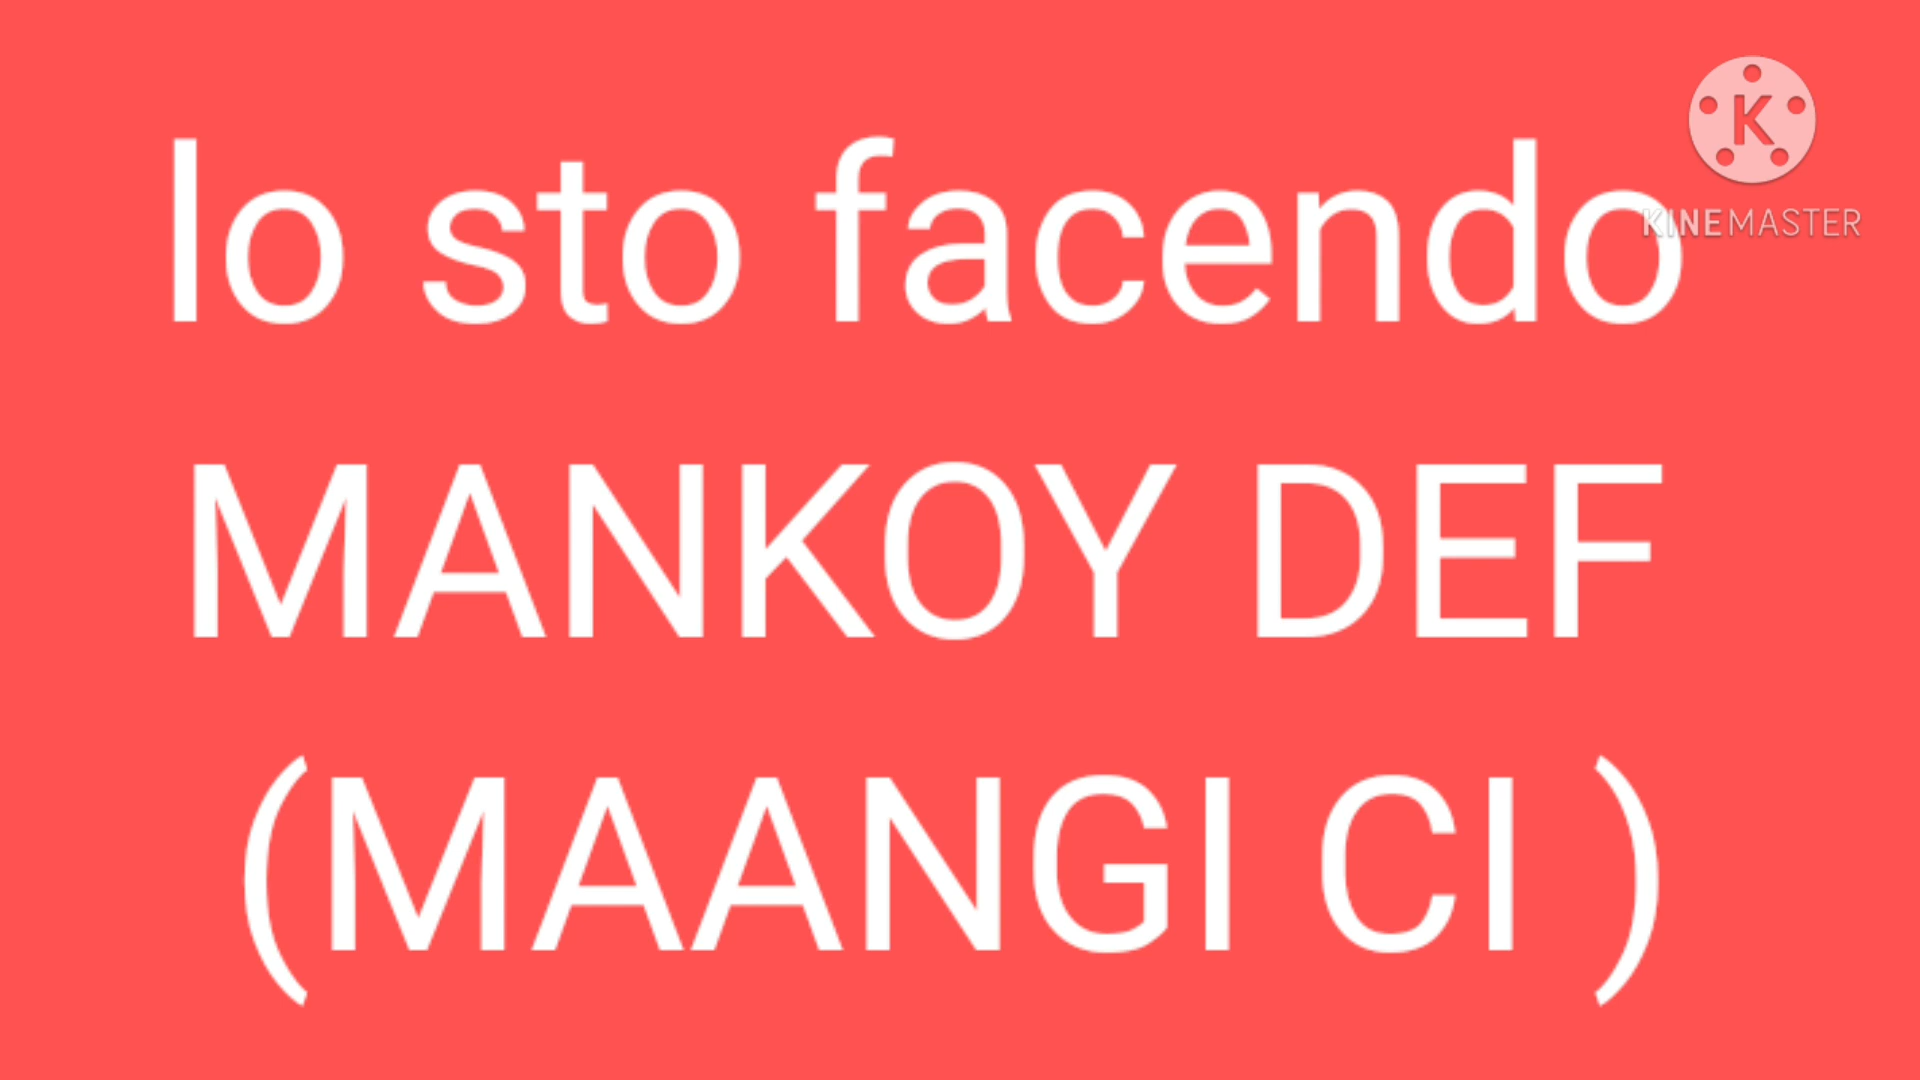 lo sto facendo
MANKOY DEF
(MAANGI CI )
K
KINEMASTER